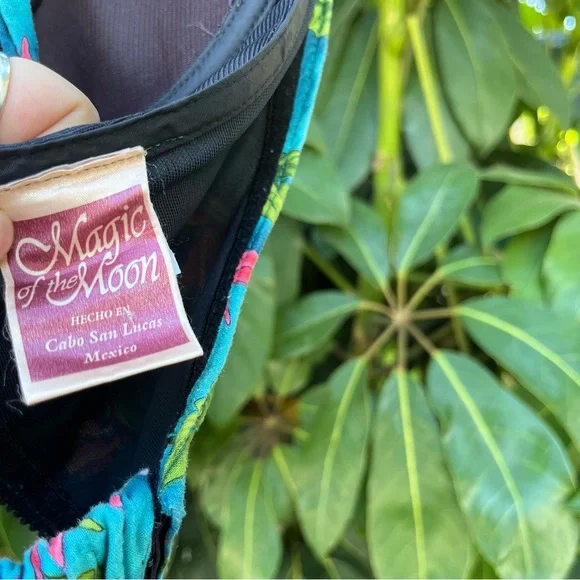 Magic
of the Moon
HECHO EN
Cabo San Lucas
Mexico